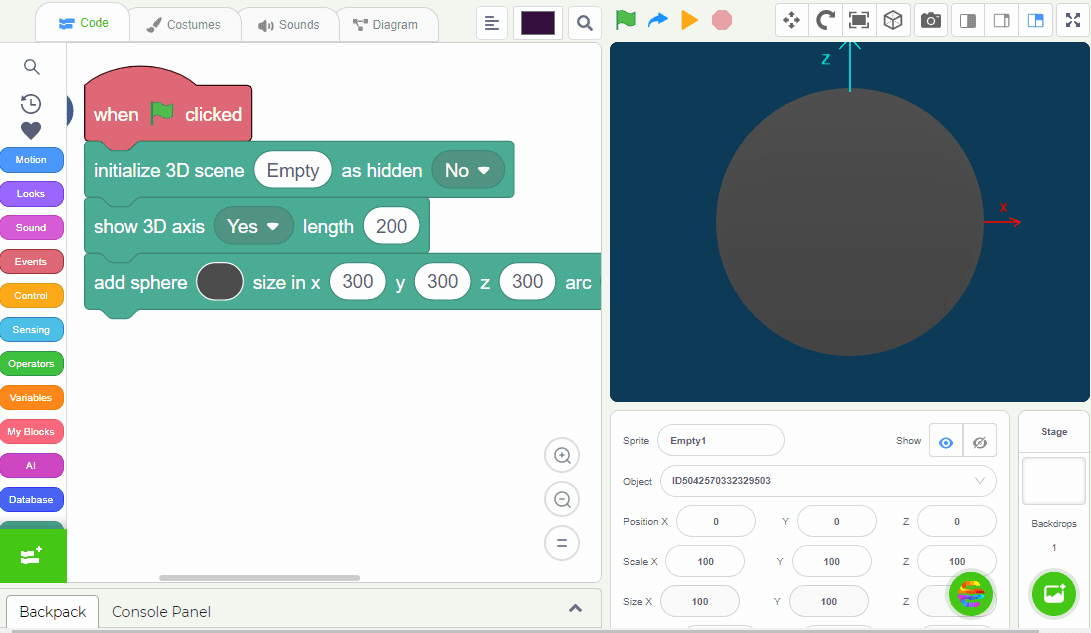 Code
Costumes
Sounds
Diagram
when clicked
initialize 3D scene Empty as hidden No
show 3D axis Yes length 200
add sphere size in x 300 y 300 z 300 arc
Motion
Looks
Sound
Events
Control
Sensing
Operators
Variables
My Blocks
AI
Database
Backpack
Console Panel
Z
X
Sprite Empty1 Show
Object ID5042570332329503
Position X 0 Y 0 Z 0
Scale X 100 Y 100 Z 100
Size X 100 Y 100 Z
Stage
Backdrops
1